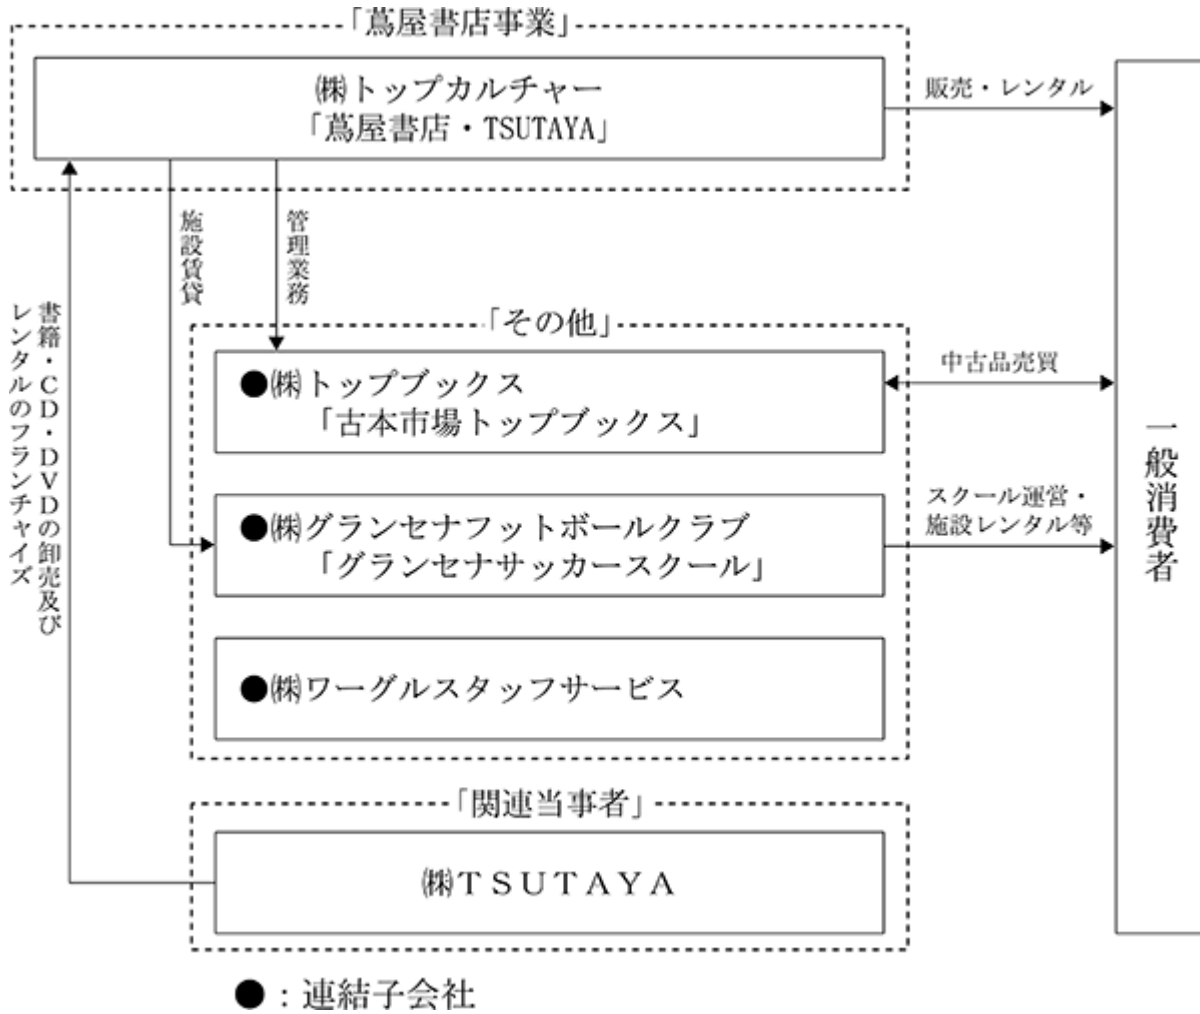 「蔦屋書店事業」
㈱トップカルチャー
「蔦屋書店・TSUTAYA」
販売・レンタル
施設賃貸
管理業務
書籍・CD・DVDの卸売及び
レンタルのフランチャイズ
「その他」
●㈱トップブックス
「古本市場トップブックス」
中古品売買
●㈱グランセナフットボールクラブ
「グランセナサッカースクール」
スクール運営・
施設レンタル等
●㈱ワーグルスタッフサービス
一般消費者
「関連当事者」
㈱TSUTAYA
●：連結子会社